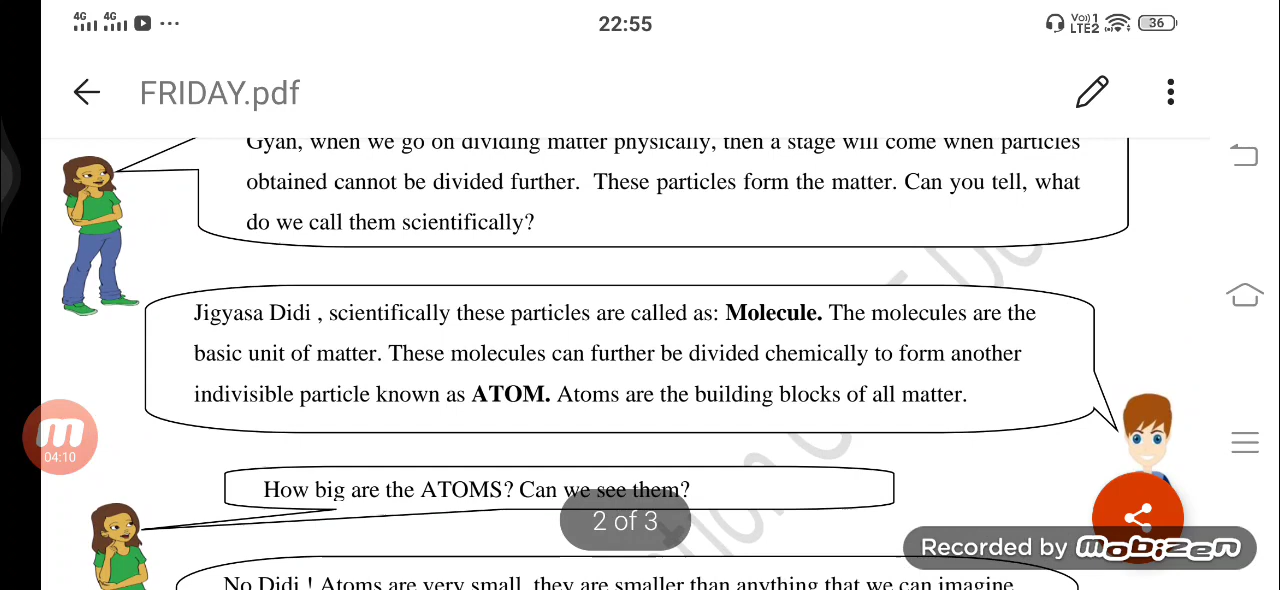 4G 4G 22:55 Vo)) 1 LTE2 36
FRIDAY.pdf
Gyan, when we go on dividing matter physically, then a stage will come when particles
obtained cannot be divided further. These particles form the matter. Can you tell, what
do we call them scientifically?
Jigyasa Didi , scientifically these particles are called as: Molecule. The molecules are the
basic unit of matter. These molecules can further be divided chemically to form another
indivisible particle known as ATOM. Atoms are the building blocks of all matter.
04:10
How big are the ATOMS? Can we see them?
2 of 3
Recorded by mobizen
No Didi ! Atoms are very small, they are smaller than anything that we can imagine